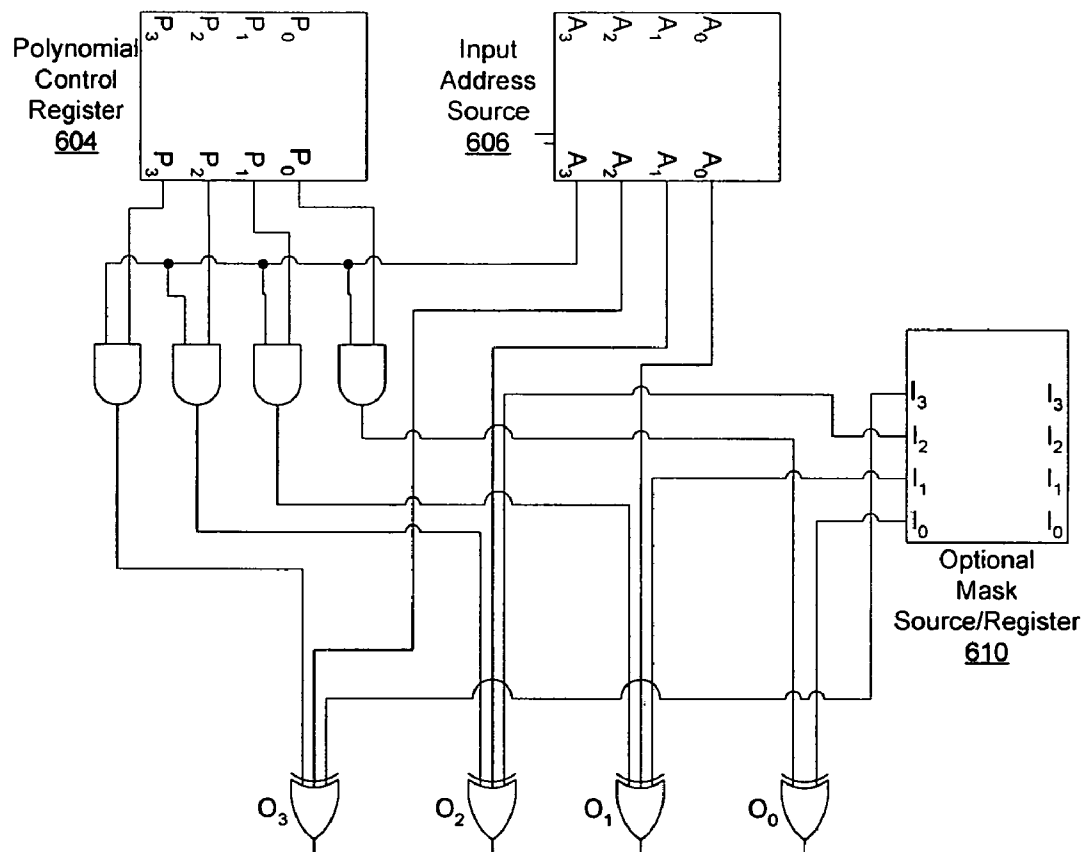 P3 P2 P1 P0
A3 A2 A1 A0
Polynomial
Control
Register
604
Input
Address
Source
606
P3 P2 P1 P0
A3 A2 A1 A0
I3 I3
I2 I2
I1 I1
I0 I0
Optional
Mask
Source/Register
610
O3 O2 O1 O0